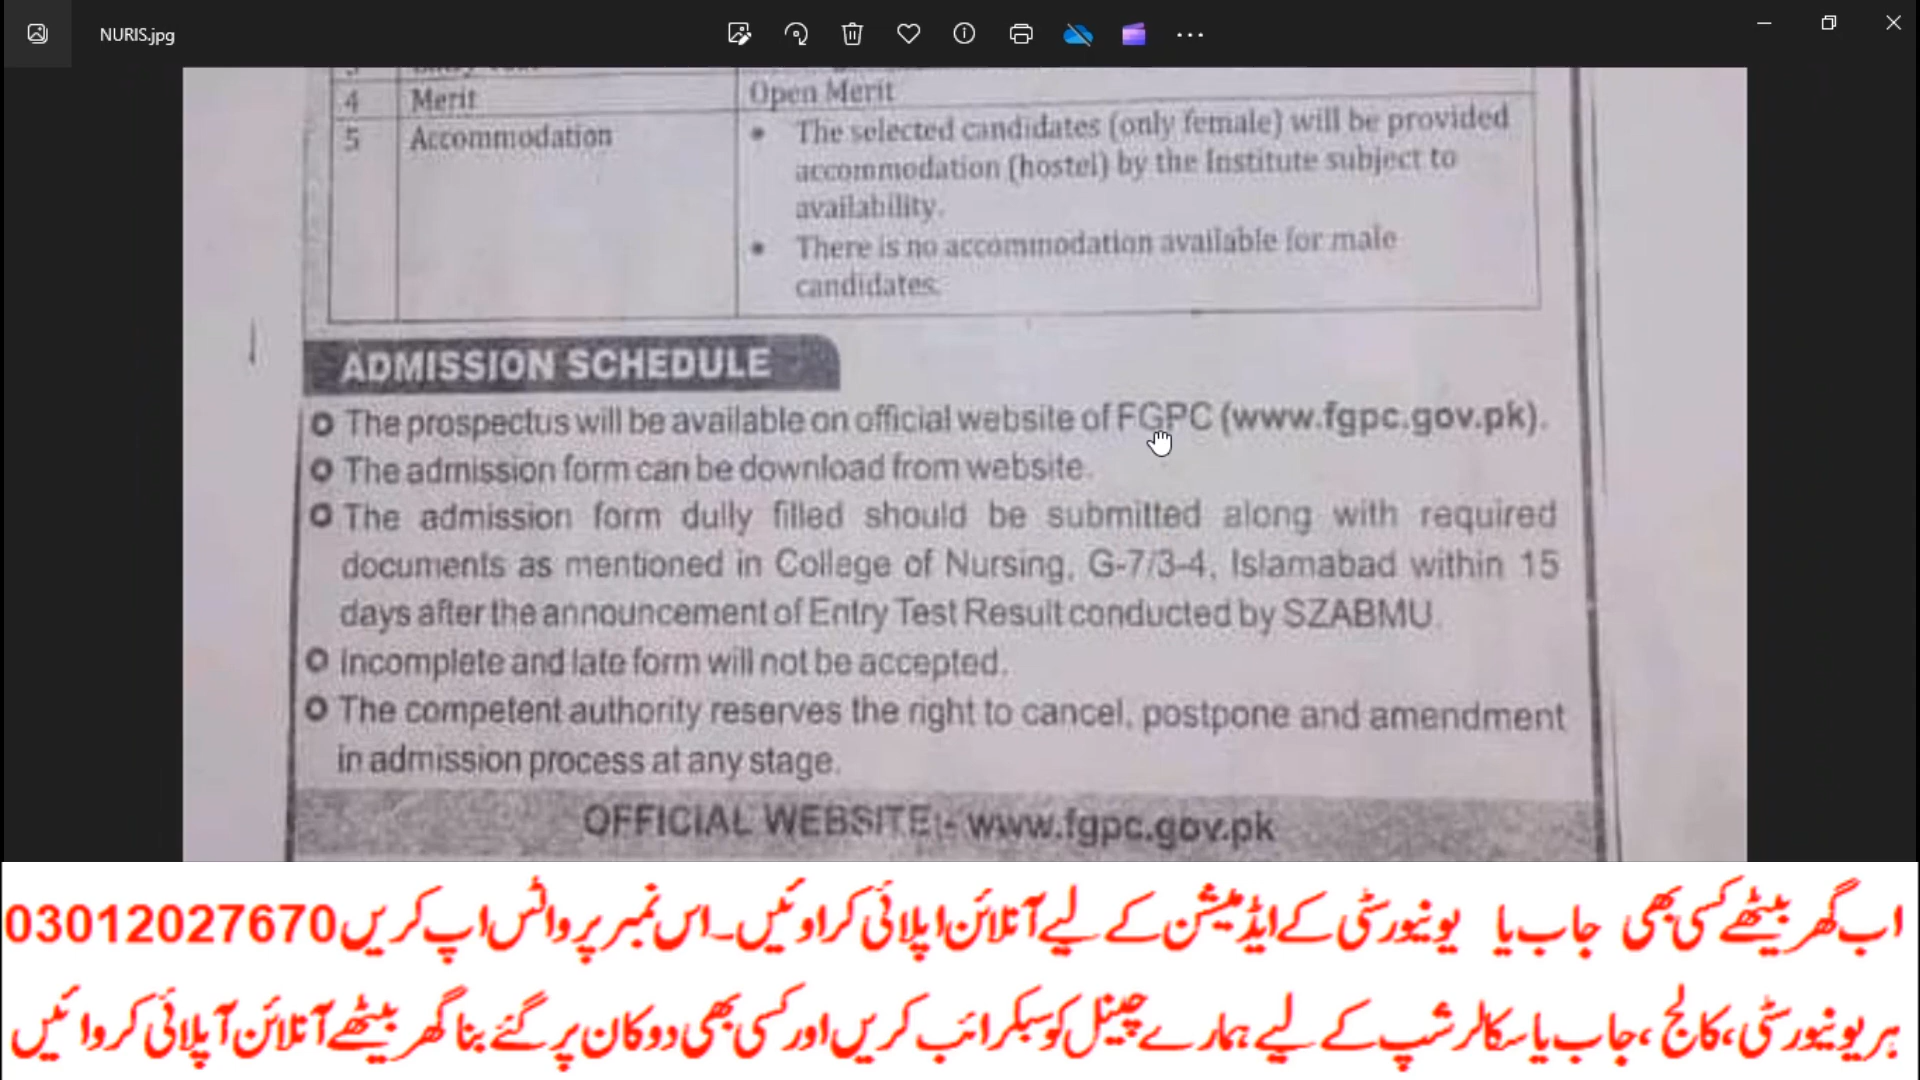 NURIS.jpg
4 Merit Open Merit
5 Accommodation • The selected candidates (only female) will be provided
accommodation (hostel) by the Institute subject to
availability.
• There is no accommodation available for male
candidates.
ADMISSION SCHEDULE
The prospectus will be available on official website of FGPC (www.fgpc.gov.pk).
The admission form can be download from website.
The admission form dully filled should be submitted along with required
documents as mentioned in College of Nursing, G-7/3-4, Islamabad within 15
days after the announcement of Entry Test Result conducted by SZABMU.
Incomplete and late form will not be accepted.
The competent authority reserves the right to cancel, postpone and amendment
in admission process at any stage.
OFFICIAL WEBSITE:- www.fgpc.gov.pk
اب گھر بیٹھے کسی بھی جاب یا یونیورسٹی کے ایڈمیشن کے لیے آنلائن اپلائی کراوئیں۔ اس نمبر پر واٹس اپ کریں 03012027670
ہر یونیورسٹی، کالج، جاب یا سکالرشپ کے لیے ہمارے چینل کو سبکرائب کریں اور کسی بھی دوکان پر گئے بنا گھر بیٹھے آنلائن آپلائی کروائیں